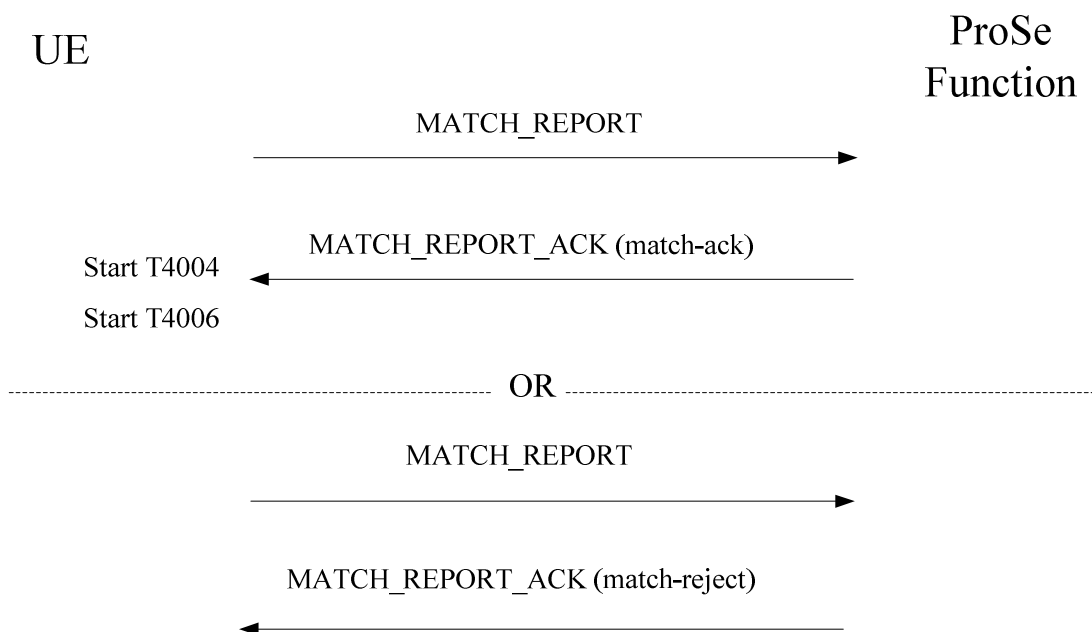 UE
ProSe
Function
MATCH_REPORT
MATCH_REPORT_ACK (match-ack)
Start T4004
Start T4006
OR
MATCH_REPORT
MATCH_REPORT_ACK (match-reject)